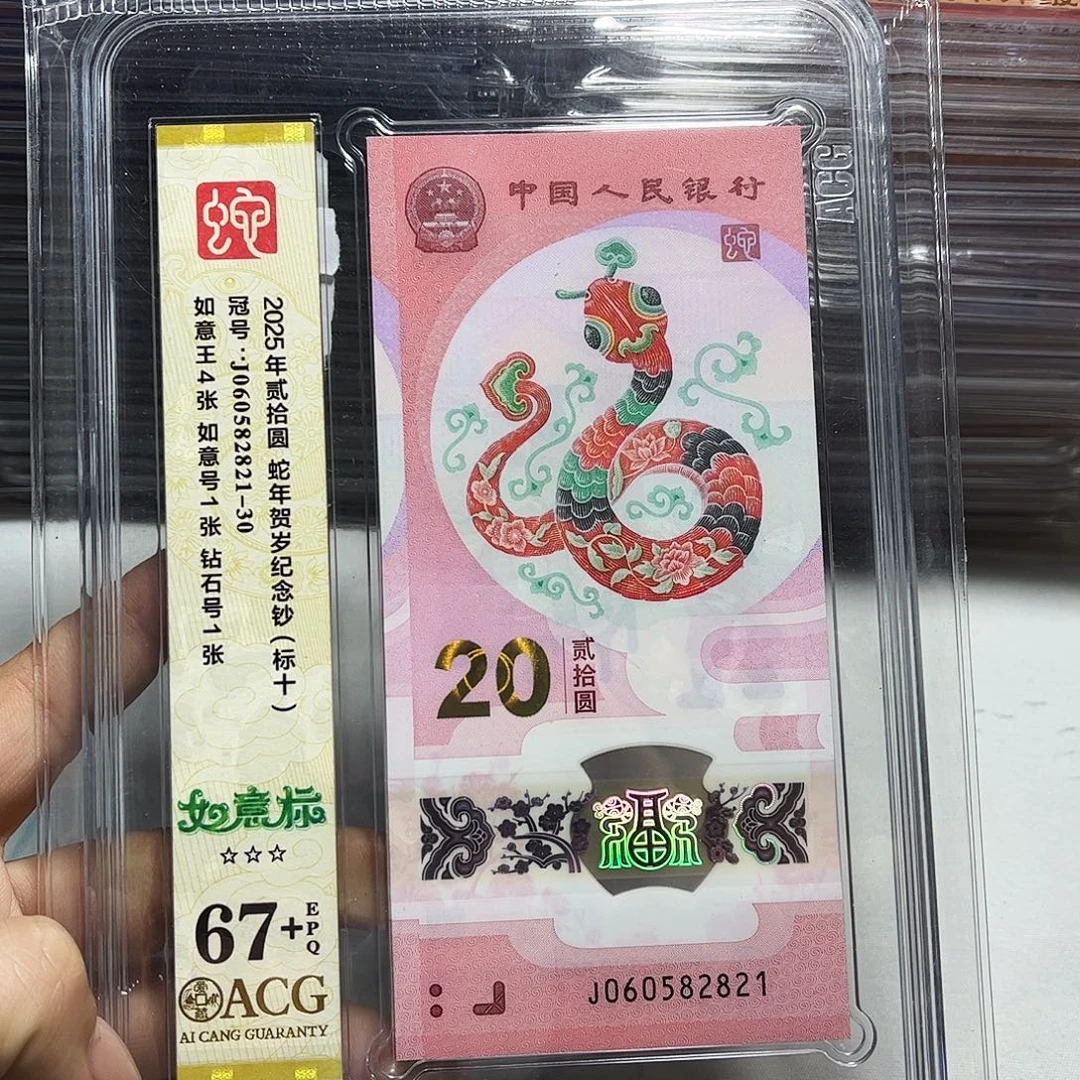 蛇
2025年贰拾圆 蛇年贺岁纪念钞(标十)
冠号:J060582821-30
如意王4张 如意号1张 钻石号1张
如意标
☆☆☆
67+EPQ
ACG
AI CANG GUARANTY
中国人民银行
蛇
20
贰拾圆
福
J060582821
ACG